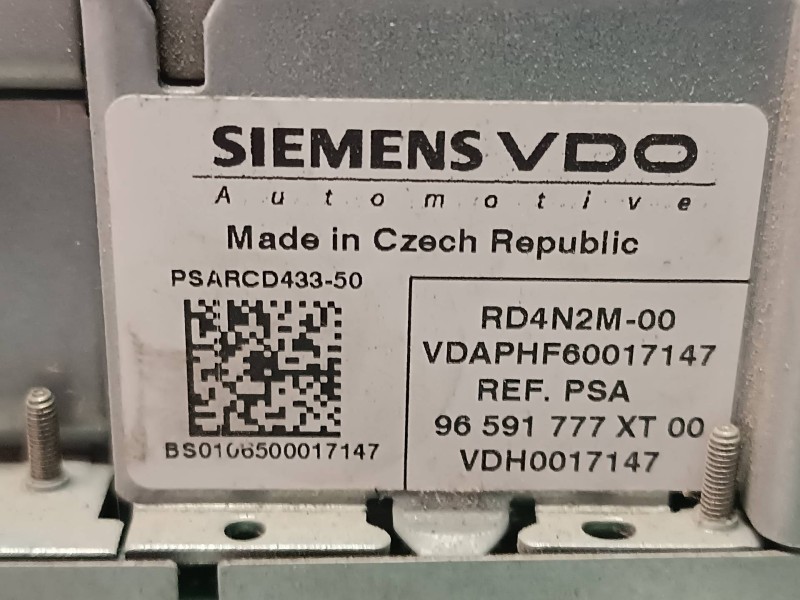 SIEMENS VDO
Automotive
Made in Czech Republic
PSARCD433-50
BS0106500017147
RD4N2M-00
VDAPHF60017147
REF. PSA
96 591 777 XT 00
VDH0017147